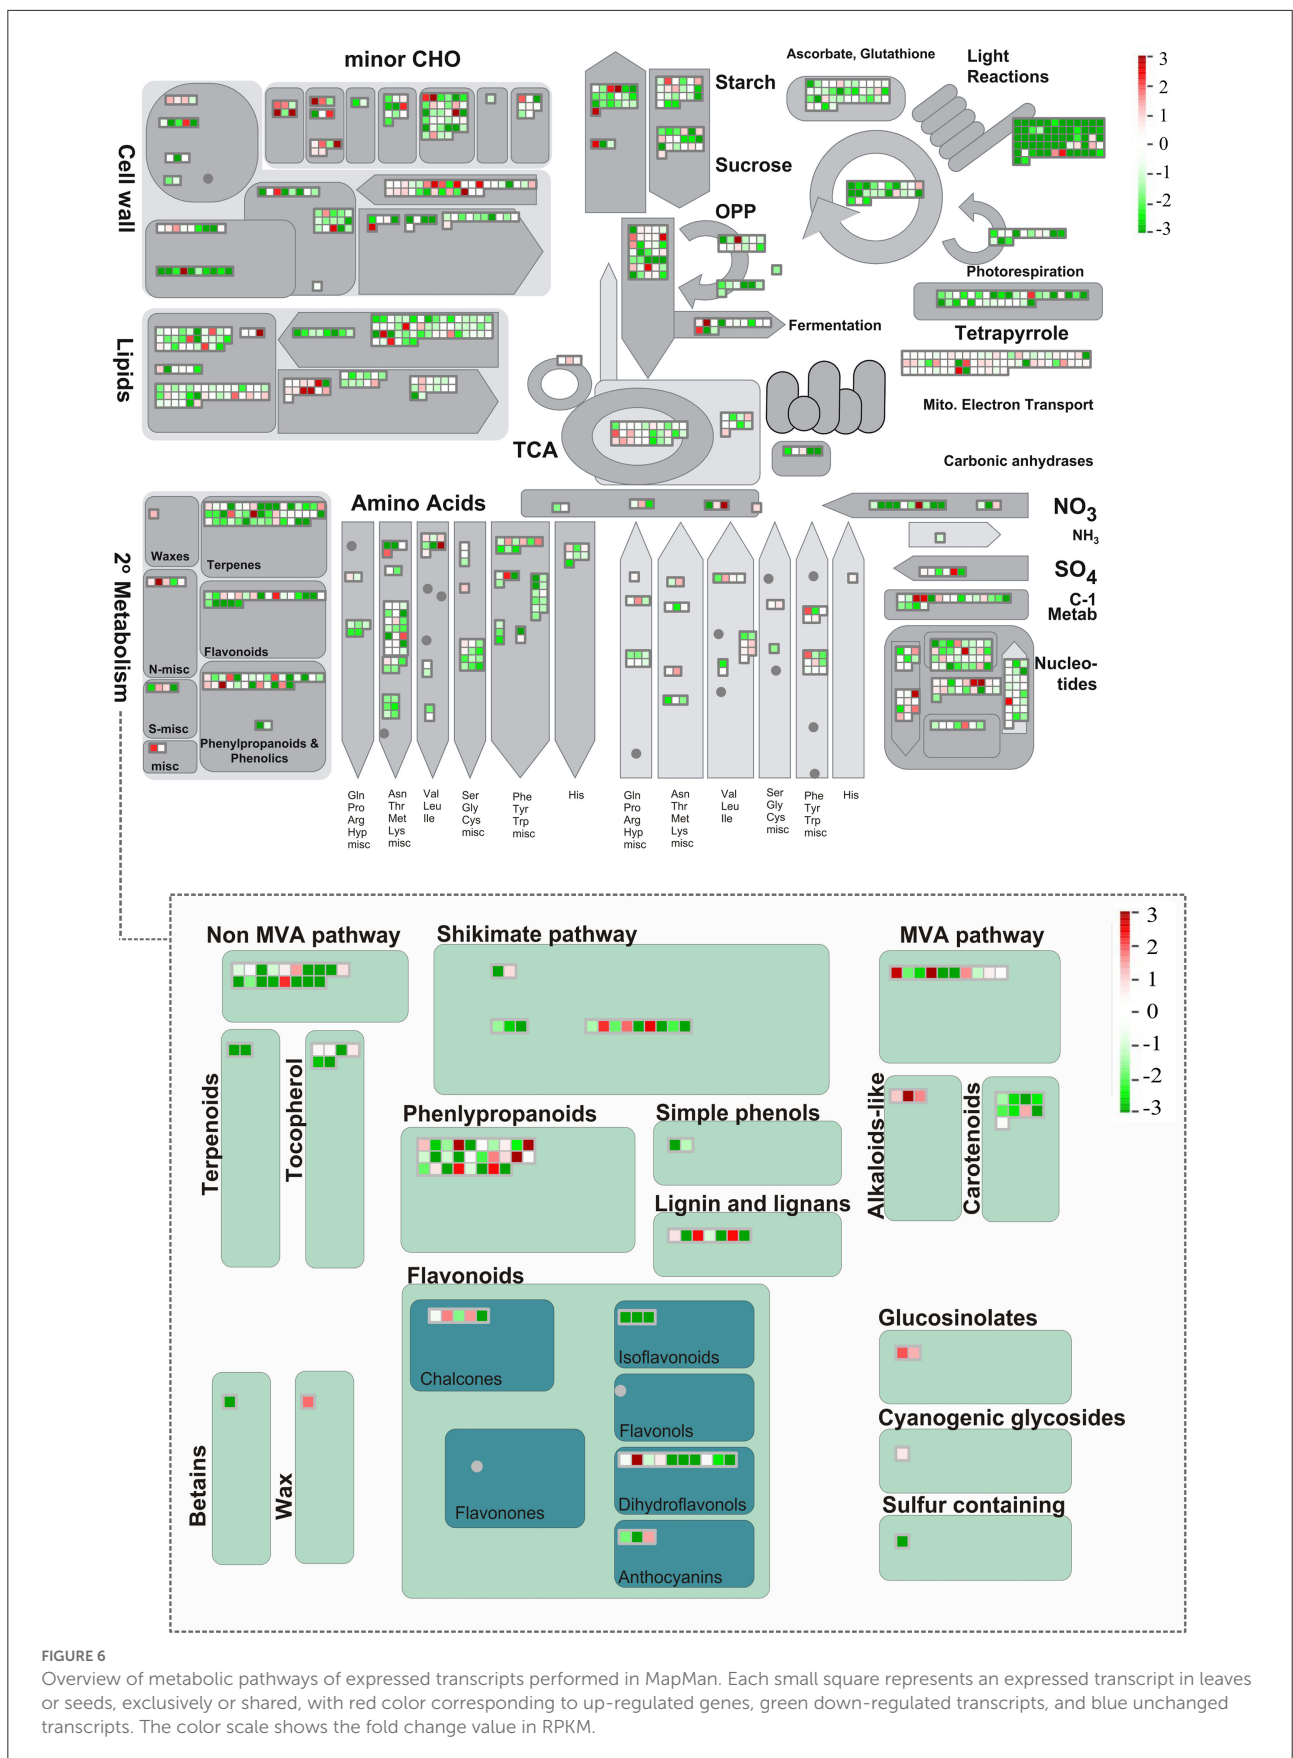 minor CHO
Ascorbate, Glutathione
Light
Reactions
3
2
1
0
-1
-2
-3
Starch
Sucrose
OPP
Cell wall
Photorespiration
Tetrapyrrole
Fermentation
Lipids
Mito. Electron Transport
TCA
Carbonic anhydrases
Amino Acids
NO3
NH3
SO4
C-1
Metab
Nucleo-
tides
2º Metabolism
Waxes
Terpenes
N-misc
Flavonoids
S-misc
misc
Phenylpropanoids &
Phenolics
Gln
Pro
Arg
Hyp
misc
Asn
Thr
Met
Lys
misc
Val
Leu
Ile
Ser
Gly
Cys
misc
Phe
Tyr
Trp
misc
His
Gln
Pro
Arg
Hyp
misc
Asn
Thr
Met
Lys
misc
Val
Leu
Ile
Ser
Gly
Cys
misc
Phe
Tyr
Trp
misc
His
Non MVA pathway
Shikimate pathway
MVA pathway
3
2
1
0
-1
-2
-3
Terpenoids
Tocopherol
Phenlypropanoids
Simple phenols
Lignin and lignans
Alkaloids-like
Carotenoids
Flavonoids
Chalcones
Isoflavonoids
Flavonols
Flavonones
Dihydroflavonols
Anthocyanins
Glucosinolates
Cyanogenic glycosides
Sulfur containing
Betains
Wax
FIGURE 6
Overview of metabolic pathways of expressed transcripts performed in MapMan. Each small square represents an expressed transcript in leaves
or seeds, exclusively or shared, with red color corresponding to up-regulated genes, green down-regulated transcripts, and blue unchanged
transcripts. The color scale shows the fold change value in RPKM.